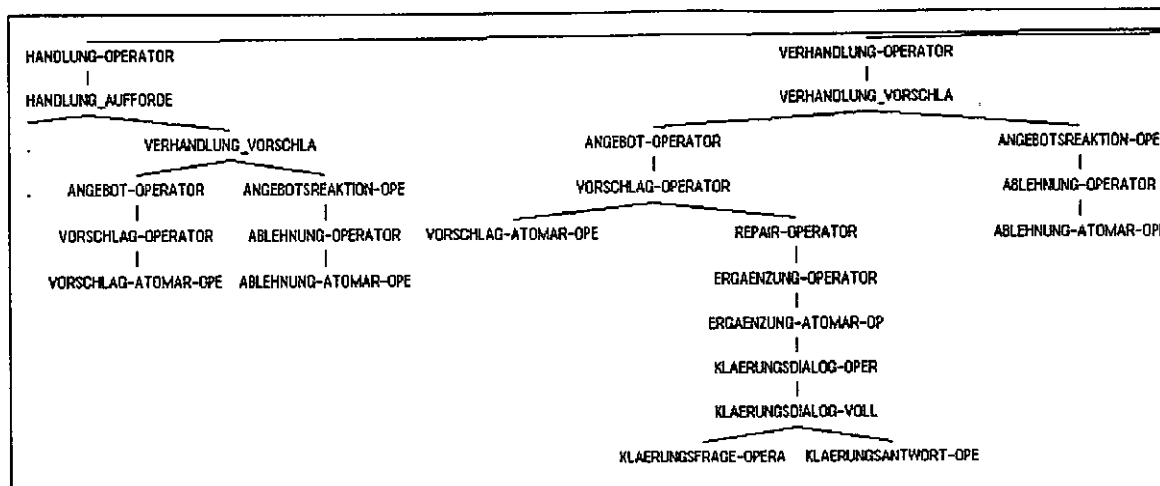 HANDLUNG-OPERATOR VERHANDLUNG-OPERATOR
HANDLUNG_AUFFORDE VERHANDLUNG_VORSCHLA
VERHANDLUNG_VORSCHLA ANGEBOT-OPERATOR ANGEBOTSREAKTION-OPE
ANGEBOT-OPERATOR ANGEBOTSREAKTION-OPE VORSCHLAG-OPERATOR ABLEHNUNG-OPERATOR
VORSCHLAG-OPERATOR ABLEHNUNG-OPERATOR VORSCHLAG-ATOMAR-OPE REPAIR-OPERATOR ABLEHNUNG-ATOMAR-OPE
VORSCHLAG-ATOMAR-OPE ABLEHNUNG-ATOMAR-OPE ERGAENZUNG-OPERATOR
ERGAENZUNG-ATOMAR-OP
KLAERUNGSDIALOG-OPER
KLAERUNGSDIALOG-VOLL
KLAERUNGSFRAGE-OPERA KLAERUNGSANTWORT-OPE